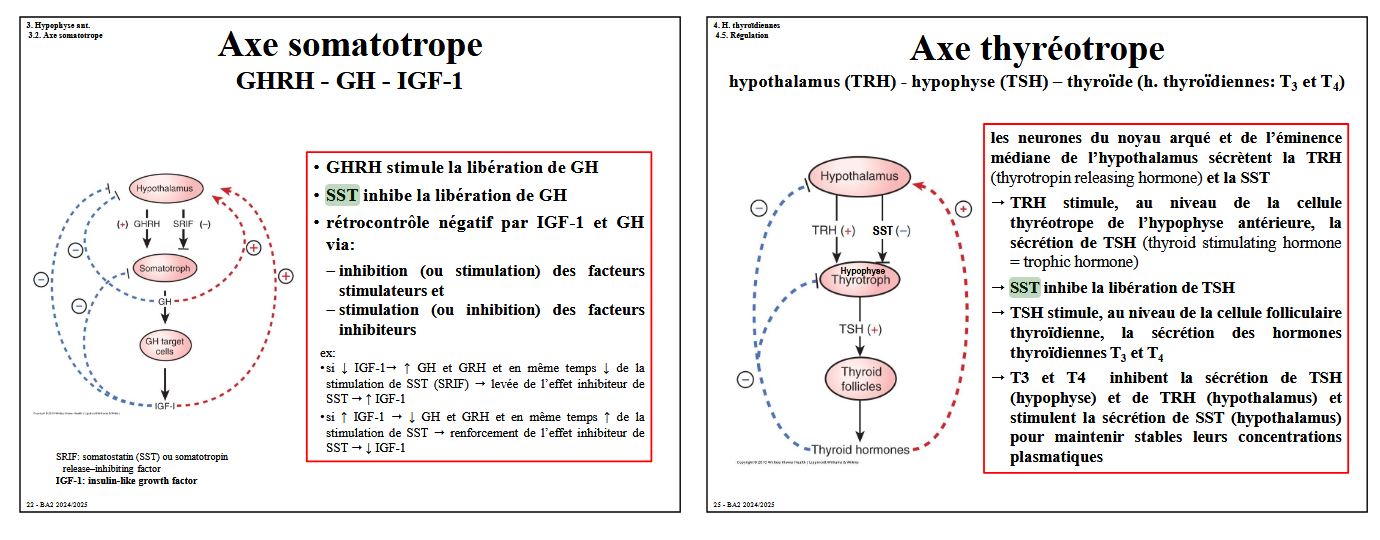 3. Hypophyse ant.
3.2. Axe somatotrope
Axe somatotrope
GHRH - GH - IGF-1
Hypothalamus
(+) GHRH SRIF (−)
Somatotroph
GH
GH target
cells
IGF-I
− − − + +
Copyright © 2010 Wolters Kluwer Health | Lippincott Williams & Wilkins
• GHRH stimule la libération de GH
• SST inhibe la libération de GH
• rétrocontrôle négatif par IGF-1 et GH
via:
– inhibition (ou stimulation) des facteurs
stimulateurs et
– stimulation (ou inhibition) des facteurs
inhibiteurs
ex:
•si ↓ IGF-1→ ↑ GH et GRH et en même temps ↓ de la
stimulation de SST (SRIF) → levée de l’effet inhibiteur de
SST → ↑ IGF-1
•si ↑ IGF-1 → ↓ GH et GRH et en même temps ↑ de la
stimulation de SST → renforcement de l’effet inhibiteur de
SST → ↓ IGF-1
SRIF: somatostatin (SST) ou somatotropin
release–inhibiting factor
IGF-1: insulin-like growth factor
22 - BA2 2024/2025
4. H. thyroïdiennes
4.5. Régulation
Axe thyréotrope
hypothalamus (TRH) - hypophyse (TSH) – thyroïde (h. thyroïdiennes: T3 et T4)
Hypothalamus
TRH (+) SST (−)
Hypophyse
Thyrotroph
TSH (+)
Thyroid
follicles
Thyroid hormones
− − +
Copyright © 2010 Wolters Kluwer Health | Lippincott Williams & Wilkins
les neurones du noyau arqué et de l’éminence
médiane de l’hypothalamus sécrètent la TRH
(thyrotropin releasing hormone) et la SST
→ TRH stimule, au niveau de la cellule
thyréotrope de l’hypophyse antérieure, la
sécrétion de TSH (thyroid stimulating hormone
= trophic hormone)
→ SST inhibe la libération de TSH
→ TSH stimule, au niveau de la cellule folliculaire
thyroïdienne, la sécrétion des hormones
thyroïdiennes T3 et T4
→ T3 et T4 inhibent la sécrétion de TSH
(hypophyse) et de TRH (hypothalamus) et
stimulent la sécrétion de SST (hypothalamus)
pour maintenir stables leurs concentrations
plasmatiques
25 - BA2 2024/2025